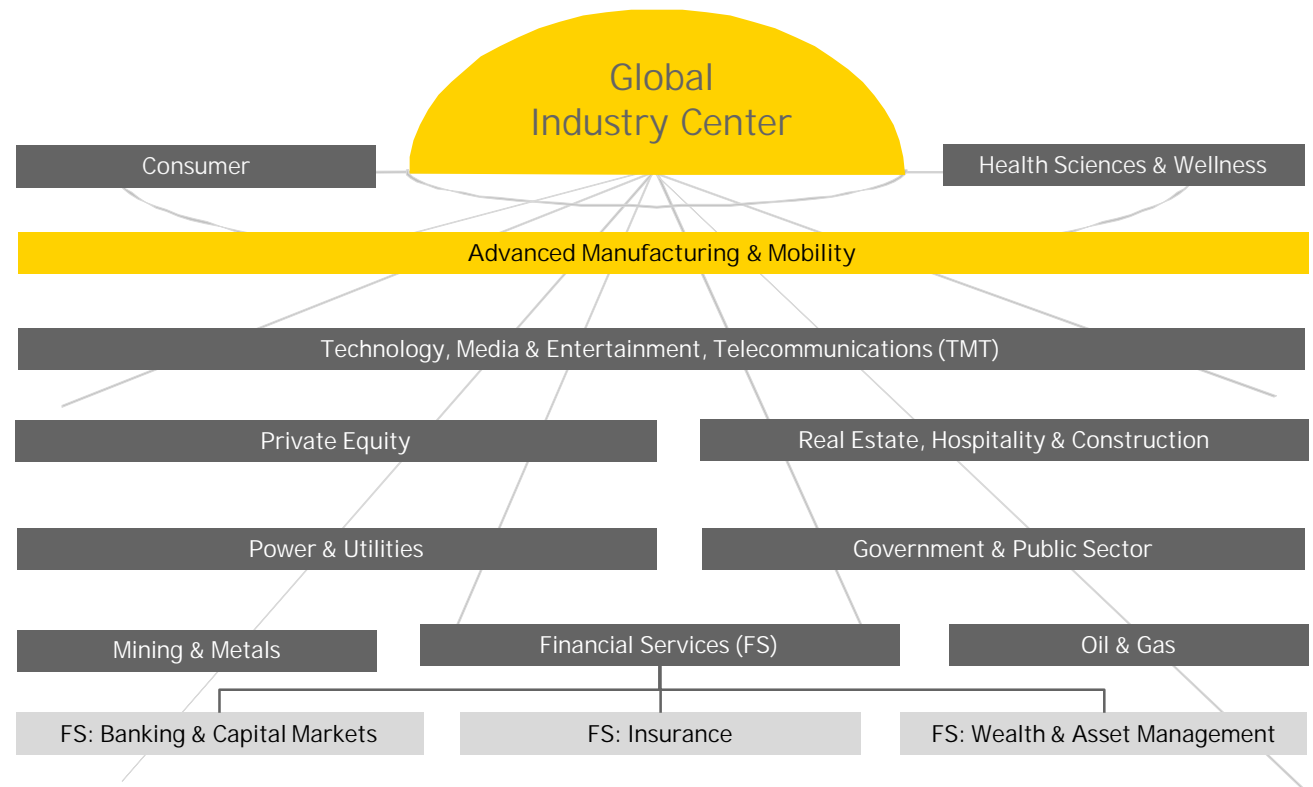 Global
Industry Center
Consumer
Health Sciences & Wellness
Advanced Manufacturing & Mobility
Technology, Media & Entertainment, Telecommunications (TMT)
Private Equity
Real Estate, Hospitality & Construction
Power & Utilities
Government & Public Sector
Mining & Metals
Financial Services (FS)
Oil & Gas
FS: Banking & Capital Markets
FS: Insurance
FS: Wealth & Asset Management